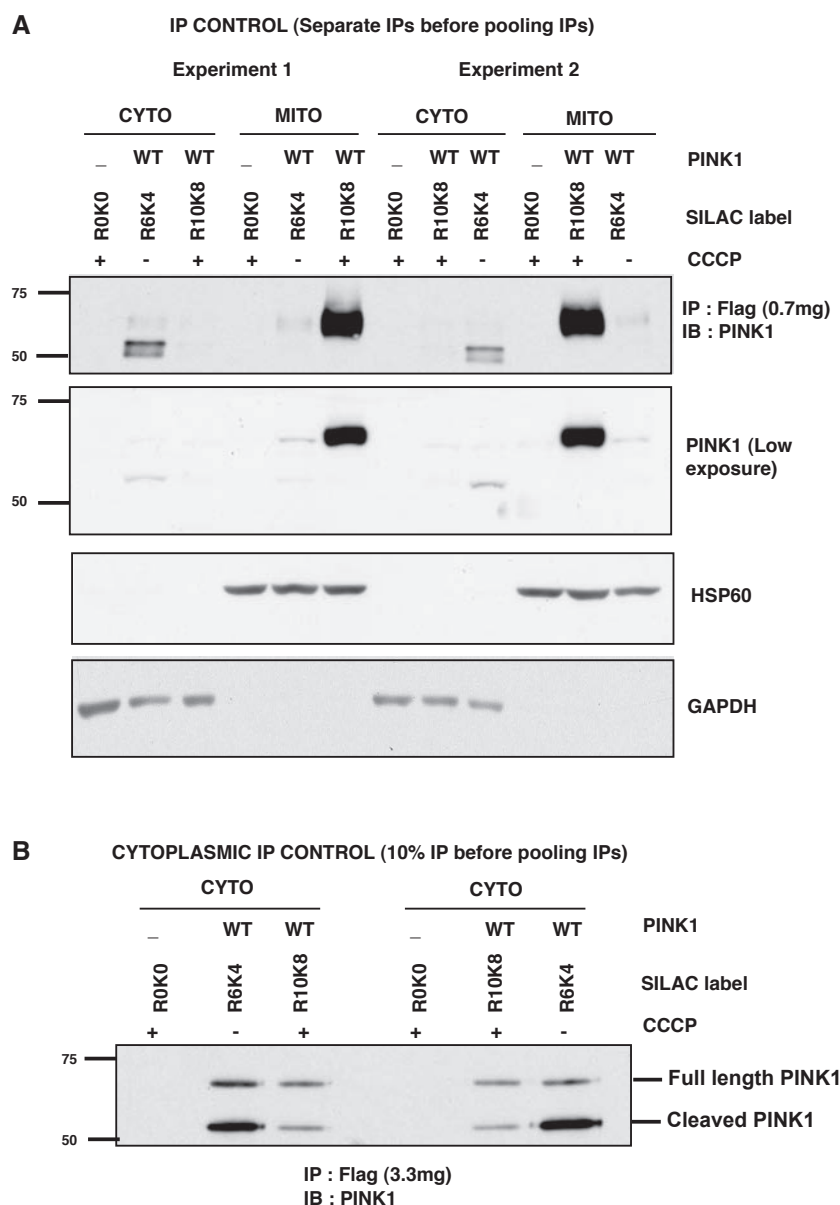 A
IP CONTROL (Separate IPs before pooling IPs)
Experiment 1 Experiment 2
CYTO MITO CYTO MITO
_ WT WT _ WT WT _ WT WT _ WT WT PINK1
R0K0 R6K4 R10K8 R0K0 R6K4 R10K8 R0K0 R10K8 R6K4 R0K0 R10K8 R6K4 SILAC label
+ - + + - + + + - + + - CCCP
75
50
IP : Flag (0.7mg)
IB : PINK1
75
50
PINK1 (Low
exposure)
HSP60
GAPDH
B
CYTOPLASMIC IP CONTROL (10% IP before pooling IPs)
CYTO CYTO
_ WT WT _ WT WT PINK1
R0K0 R6K4 R10K8 R0K0 R10K8 R6K4 SILAC label
+ - + + + - CCCP
75
Full length PINK1
Cleaved PINK1
50
IP : Flag (3.3mg)
IB : PINK1